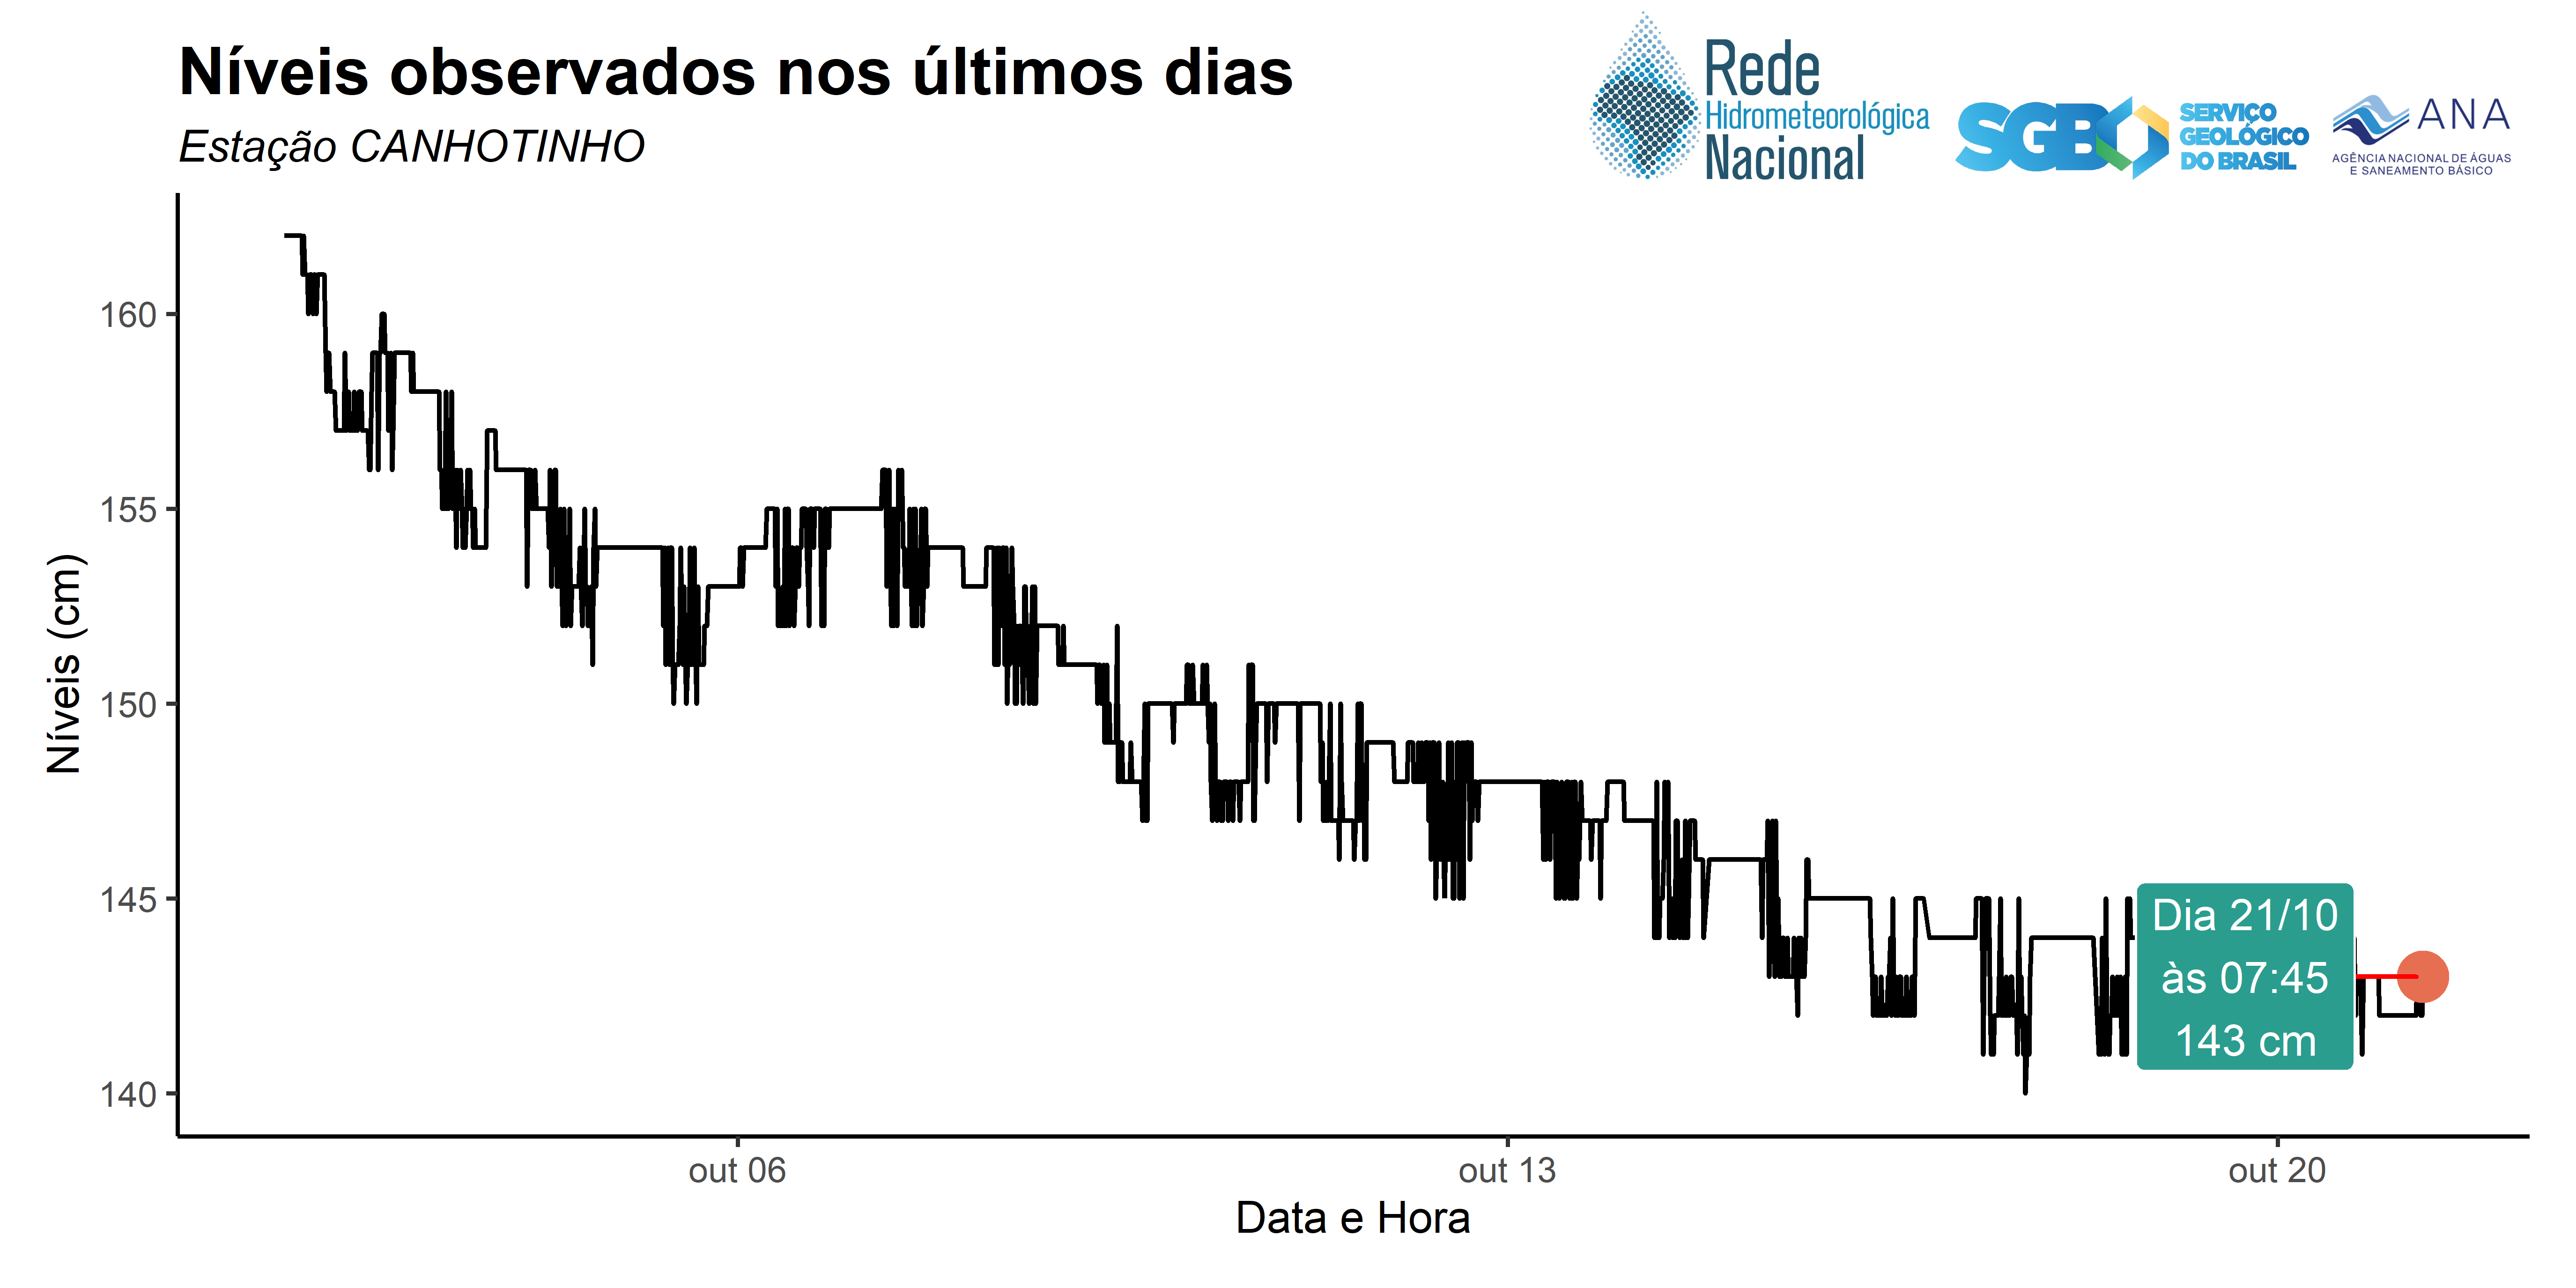 Níveis observados nos últimos dias
Estação CANHOTINHO
Rede
Hidrometeorológica
Nacional
SGB
SERVIÇO
GEOLÓGICO
DO BRASIL
ANA
AGÊNCIA NACIONAL DE ÁGUAS
E SANEAMENTO BÁSICO
Níveis (cm)
160
155
150
145
140
Dia 21/10
às 07:45
143 cm
out 06
out 13
out 20
Data e Hora